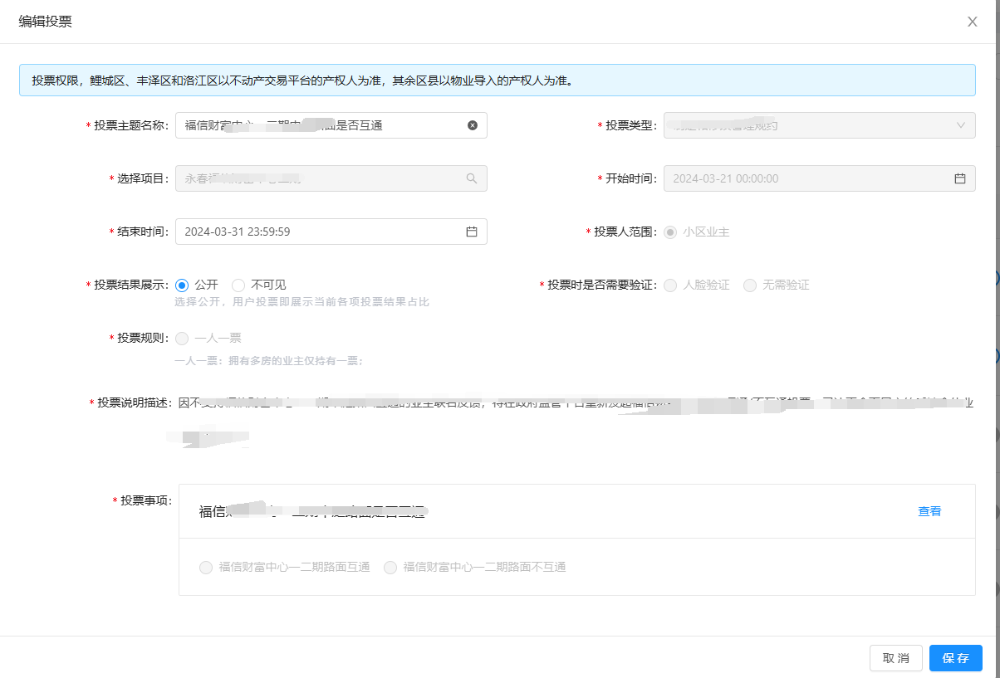 编辑投票
投票权限，鲤城区、丰泽区和洛江区以不动产交易平台的产权人为准，其余区县以物业导入的产权人为准。
*投票主题名称： 福信财富 面是否互通
*投票类型： 管理规约
*选择项目： 永春
*开始时间： 2024-03-21 00:00:00
*结束时间： 2024-03-31 23:59:59
*投票人范围： 小区业主
*投票结果展示： 公开 不可见
选择公开，用户投票即展示当前各项投票结果占比
*投票时是否需要验证： 人脸验证 无需验证
*投票规则： 一人一票
一人一票：拥有多房的业主仅持有一票；
*投票说明描述： 因不
*投票事项：
福信
查看
福信财富中心一二期路面互通 福信财富中心一二期路面不互通
取 消 保 存